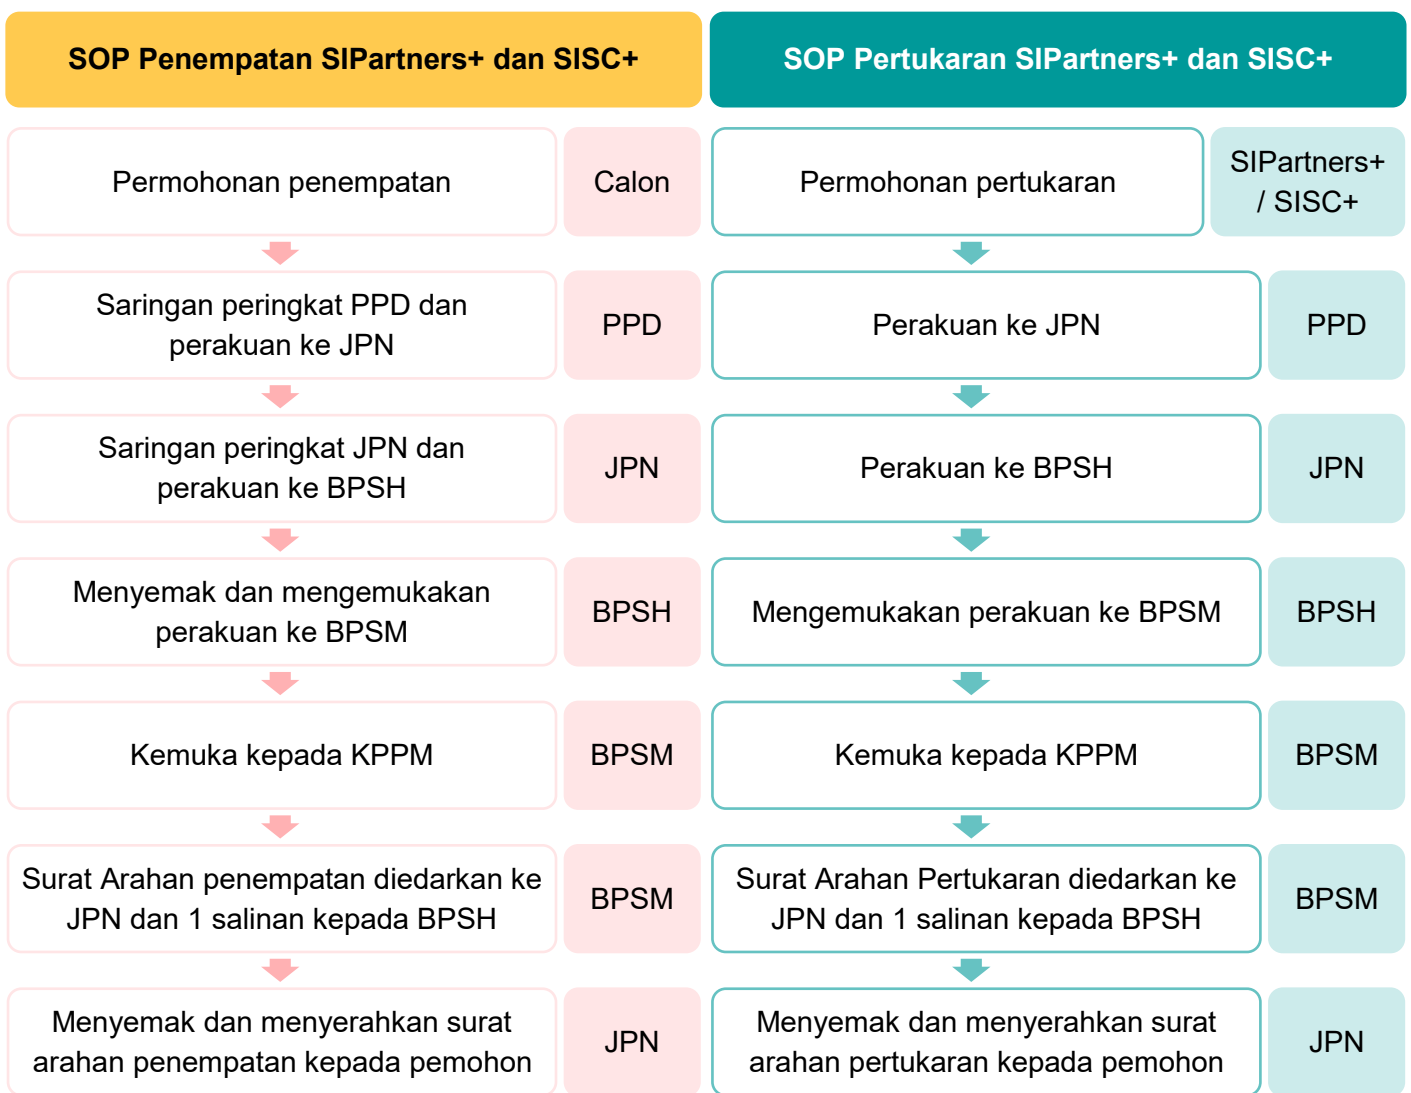 SOP Penempatan SIPartners+ dan SISC+
Permohonan penempatan
Calon
Saringan peringkat PPD dan
perakuan ke JPN
PPD
Saringan peringkat JPN dan
perakuan ke BPSH
JPN
Menyemak dan mengemukakan
perakuan ke BPSM
BPSH
Kemuka kepada KPPM
BPSM
Surat Arahan penempatan diedarkan ke
JPN dan 1 salinan kepada BPSH
BPSM
Menyemak dan menyerahkan surat
arahan penempatan kepada pemohon
JPN
SOP Pertukaran SIPartners+ dan SISC+
Permohonan pertukaran
SIPartners+
/ SISC+
Perakuan ke JPN
PPD
Perakuan ke BPSH
JPN
Mengemukakan perakuan ke BPSM
BPSH
Kemuka kepada KPPM
BPSM
Surat Arahan Pertukaran diedarkan ke
JPN dan 1 salinan kepada BPSH
BPSM
Menyemak dan menyerahkan surat
arahan pertukaran kepada pemohon
JPN